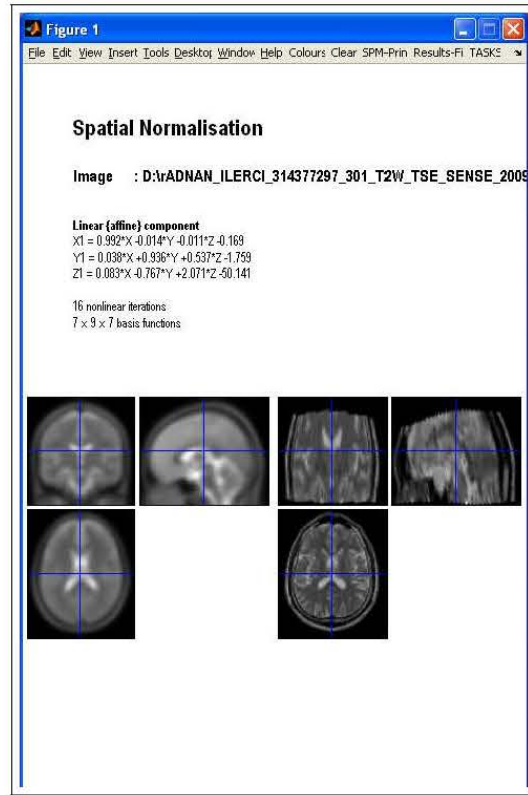 Figure 1
File Edit View Insert Tools Desktop Window Help Colours Clear SPM-Prin Results-Fi TASKS
Spatial Normalisation
Image : D:\rADNAN_ILERCI_314377297_301_T2W_TSE_SENSE_2009
Linear {affine} component
X1 = 0.992*X -0.014*Y -0.011*Z -0.169
Y1 = 0.038*X +0.936*Y +0.537*Z -1.759
Z1 = 0.083*X -0.767*Y +2.071*Z -50.141
16 nonlinear iterations
7 x 9 x 7 basis functions